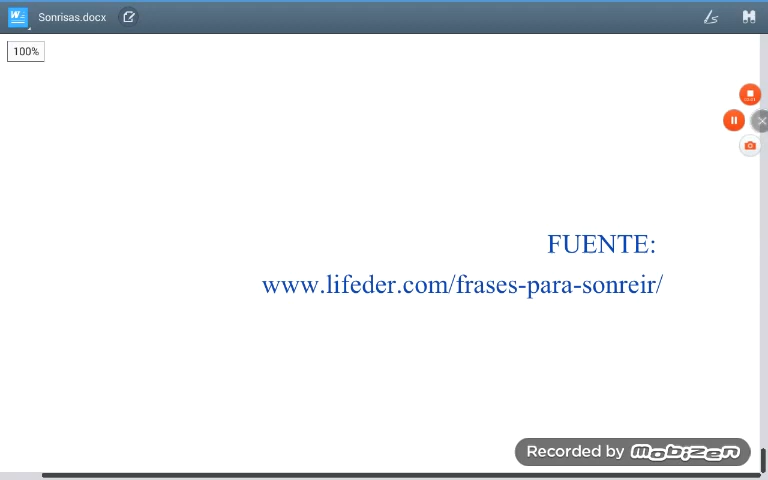 Sonrisas.docx
100%
FUENTE:
www.lifeder.com/frases-para-sonreir/
Recorded by mobizen